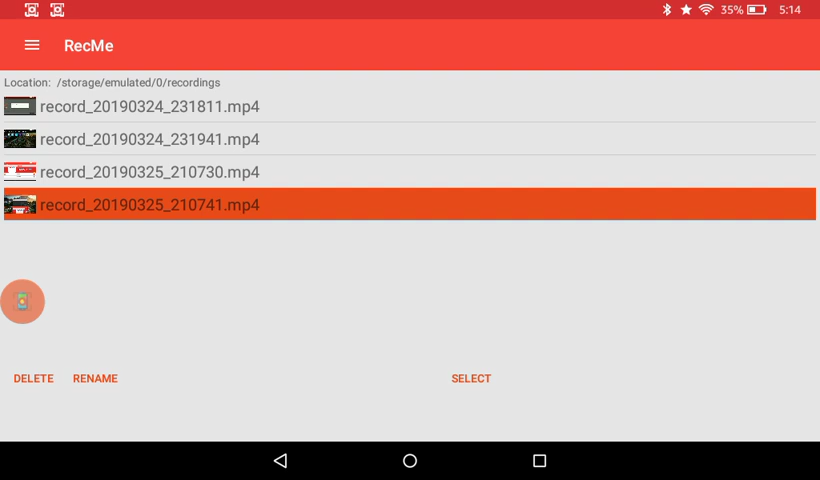 35% 5:14
RecMe
Location: /storage/emulated/0/recordings
record_20190324_231811.mp4
record_20190324_231941.mp4
record_20190325_210730.mp4
record_20190325_210741.mp4
DELETE RENAME SELECT